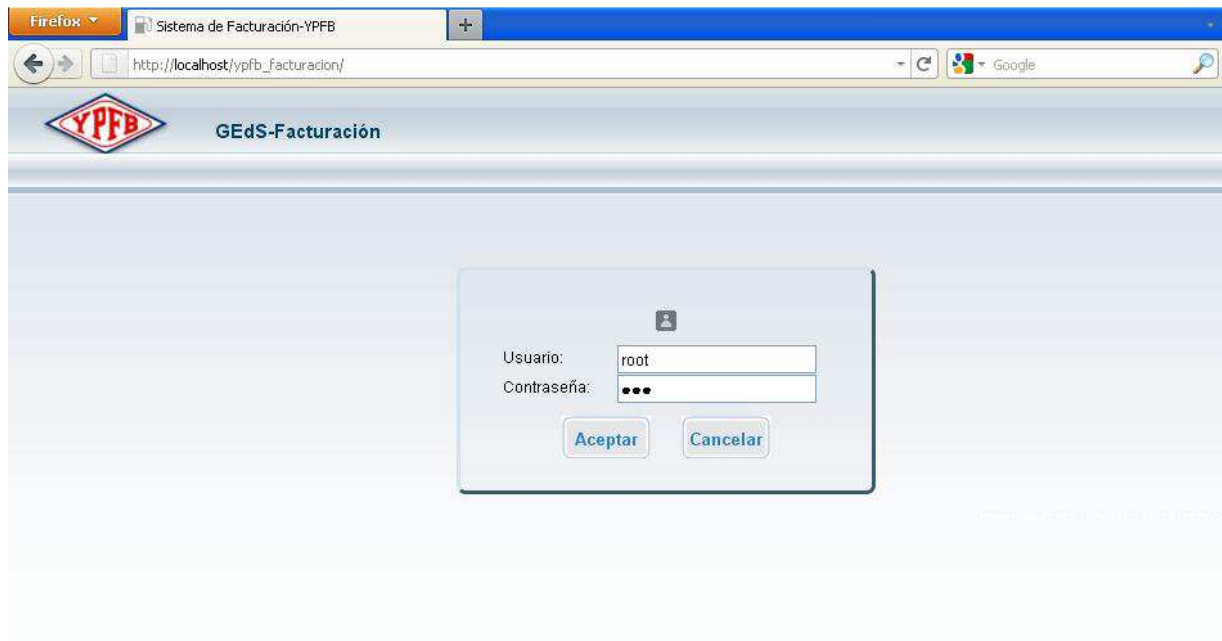 Firefox
Sistema de Facturación-YPFB
http://localhost/ypfb_facturacion/
Google
YPFB
GEdS-Facturación
Usuario:
root
Contraseña:
•••
Aceptar
Cancelar